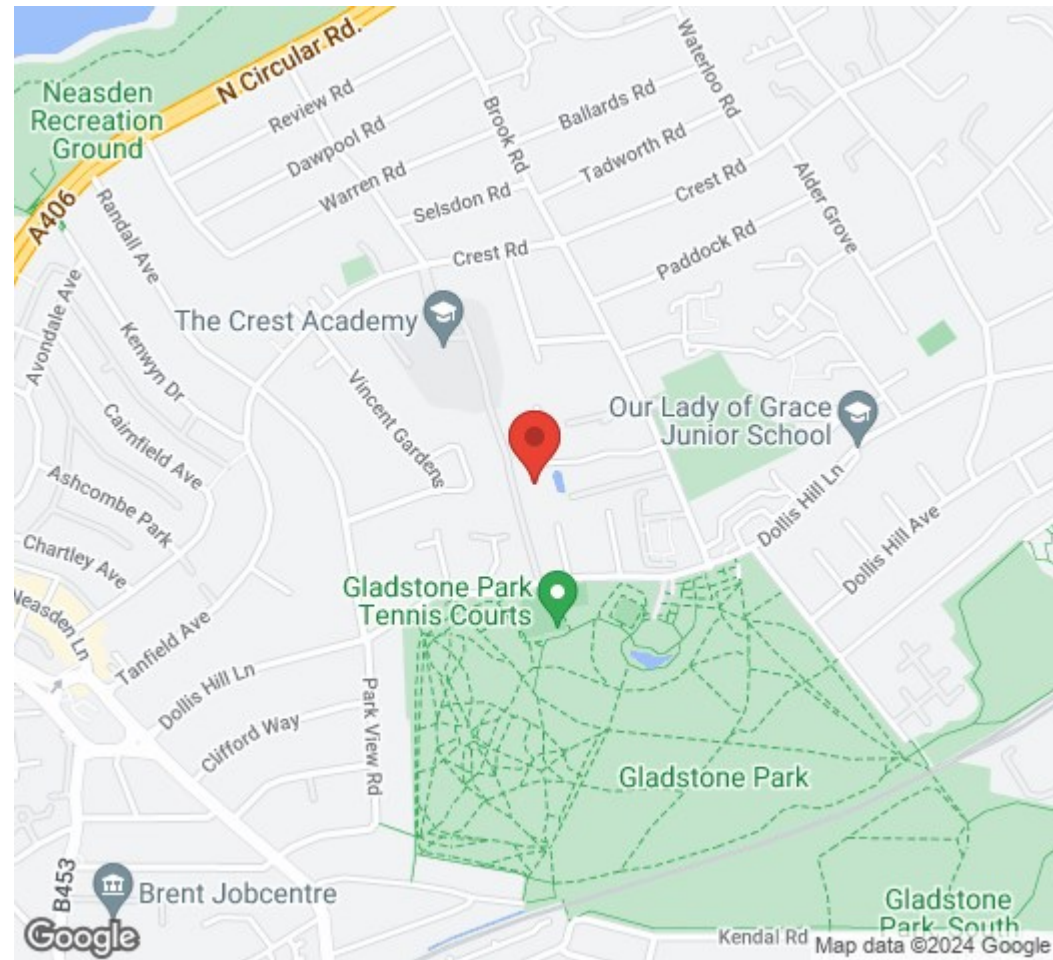 N Circular Rd.
Neasden
Recreation
Ground
A406
Review Rd
Dawpool Rd
Warren Rd
Brook Rd
Ballards Rd
Waterloo Rd
Selsdon Rd
Tadworth Rd
Crest Rd
Crest Rd
Alder Grove
Paddock Rd
Randall Ave
Avondale Ave
Kenwyn Dr
The Crest Academy
Vincent Gardens
Cairnfield Ave
Ashcombe Park
Chartley Ave
Our Lady of Grace
Junior School
Dollis Hill Ln
Dollis Hill Ave
Neasden Ln
Tanfield Ave
Gladstone Park
Tennis Courts
Dollis Hill Ln
Clifford Way
Park View Rd
Gladstone Park
B453
Brent Jobcentre
Gladstone
Park South
Kendal Rd
Google
Map data ©2024 Google